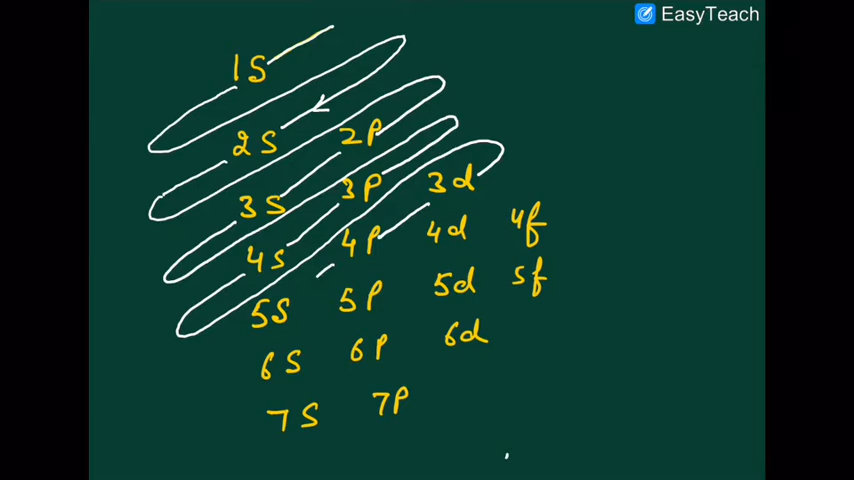 EasyTeach
1S
2S 2P
3S 3P 3d
4S 4P 4d 4f
5S 5P 5d 5f
6S 6P 6d
7S 7P